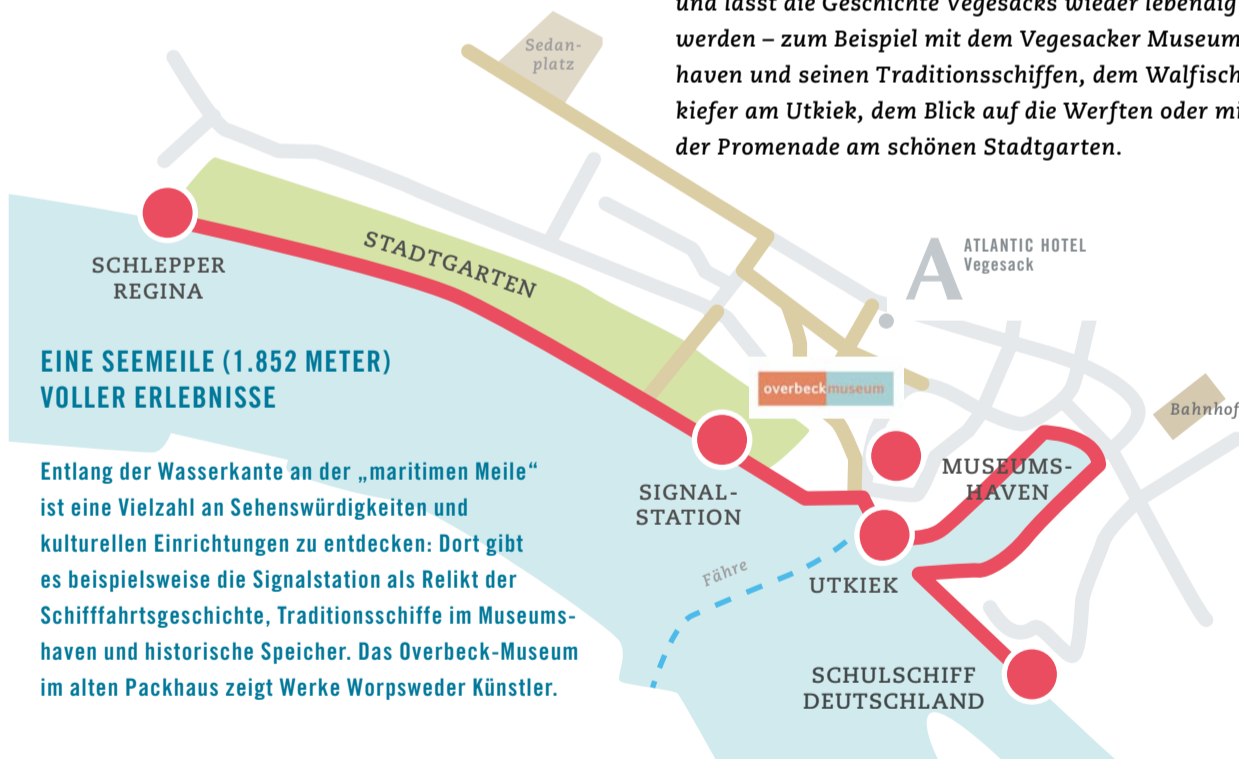 und lässt die Geschichte Vegesacks wieder lebendig
werden – zum Beispiel mit dem Vegesacker Museum
haven und seinen Traditionsschiffen, dem Walfisch
kiefer am Utkiek, dem Blick auf die Werften oder mi
der Promenade am schönen Stadtgarten.
Sedan-
platz
A
ATLANTIC HOTEL
Vegesack
SCHLEPPER
REGINA
STADTGARTEN
EINE SEEMEILE (1.852 METER)
VOLLER ERLEBNISSE
overbeckmuseum
Bahnhof
Entlang der Wasserkante an der „maritimen Meile“
ist eine Vielzahl an Sehenswürdigkeiten und
kulturellen Einrichtungen zu entdecken: Dort gibt
es beispielsweise die Signalstation als Relikt der
Schifffahrtsgeschichte, Traditionsschiffe im Museums-
haven und historische Speicher. Das Overbeck-Museum
im alten Packhaus zeigt Werke Worpsweder Künstler.
SIGNAL-
STATION
MUSEUMS-
HAVEN
Fähre
UTKIEK
SCHULSCHIFF
DEUTSCHLAND